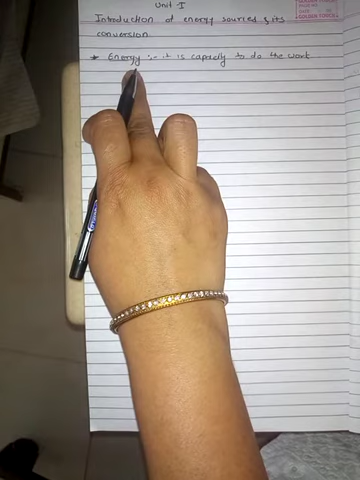 Unit I
Introduction of energy sources & its
conversion
* Energy :- it is capacity to do the work